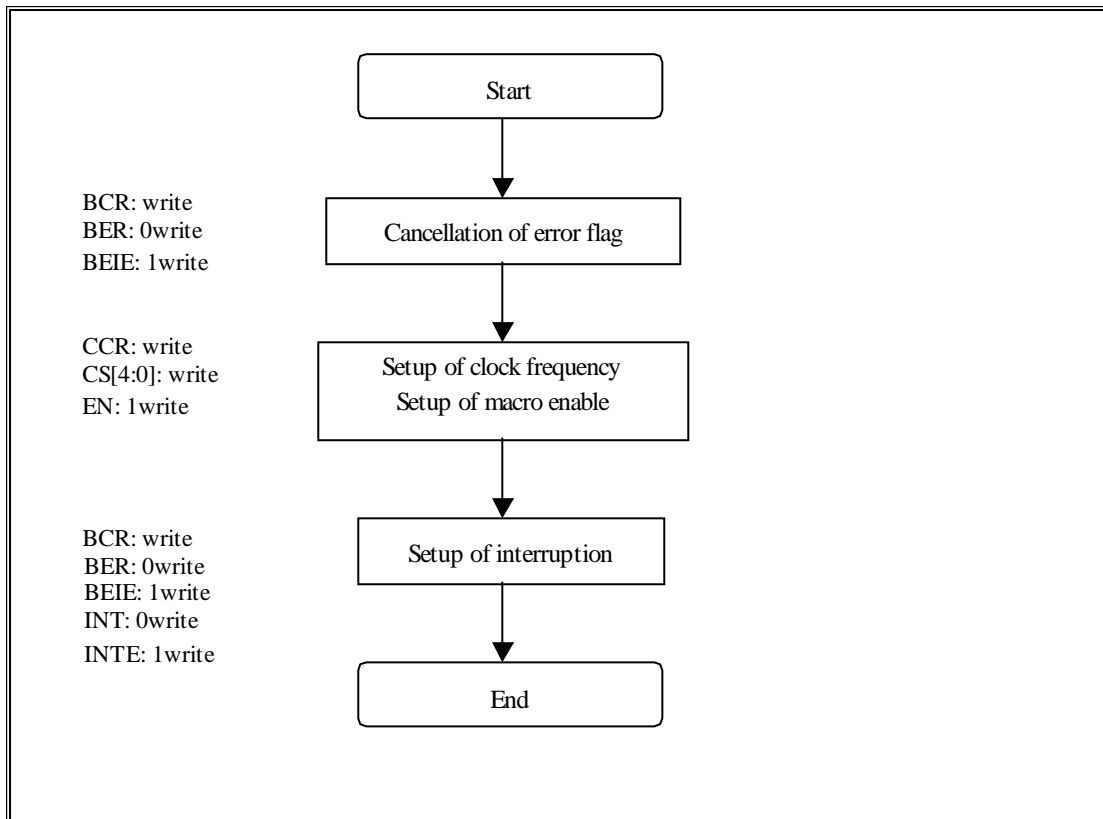 Start
BCR: write
BER: 0write
BEIE: 1write
Cancellation of error flag
CCR: write
CS[4:0]: write
EN: 1write
Setup of clock frequency
Setup of macro enable
BCR: write
BER: 0write
BEIE: 1write
INT: 0write
INTE: 1write
Setup of interruption
End